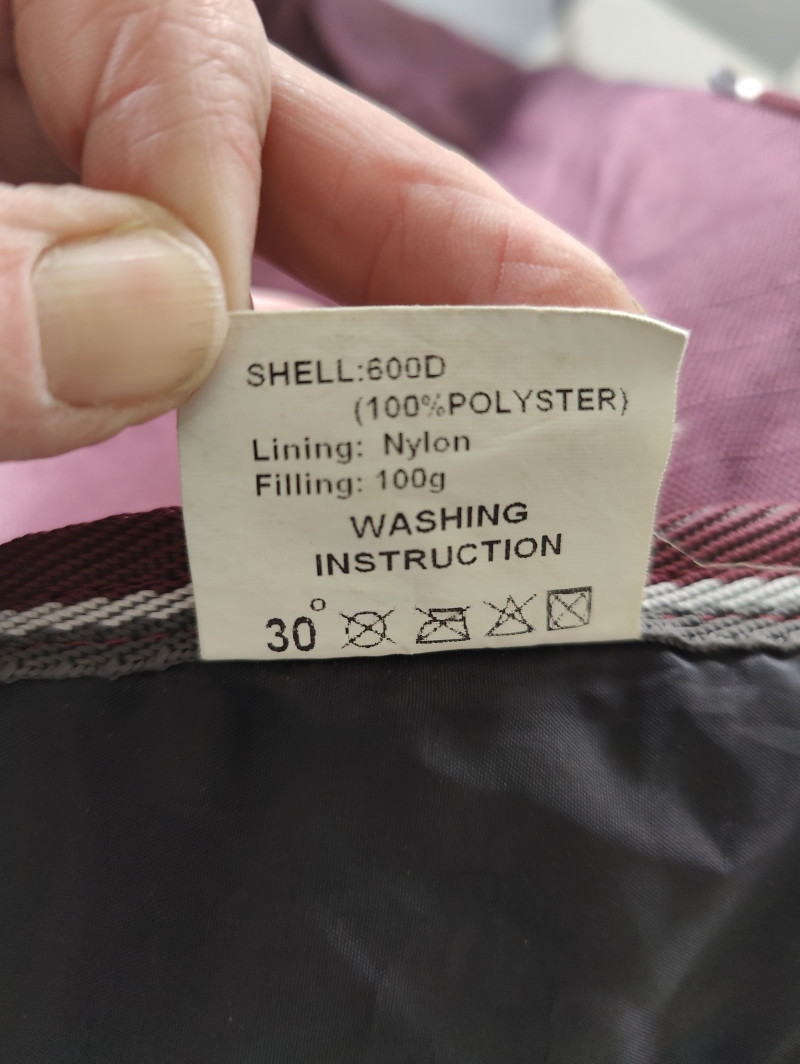 SHELL:600D
(100%POLYSTER)
Lining: Nylon
Filling: 100g
WASHING
INSTRUCTION
30°